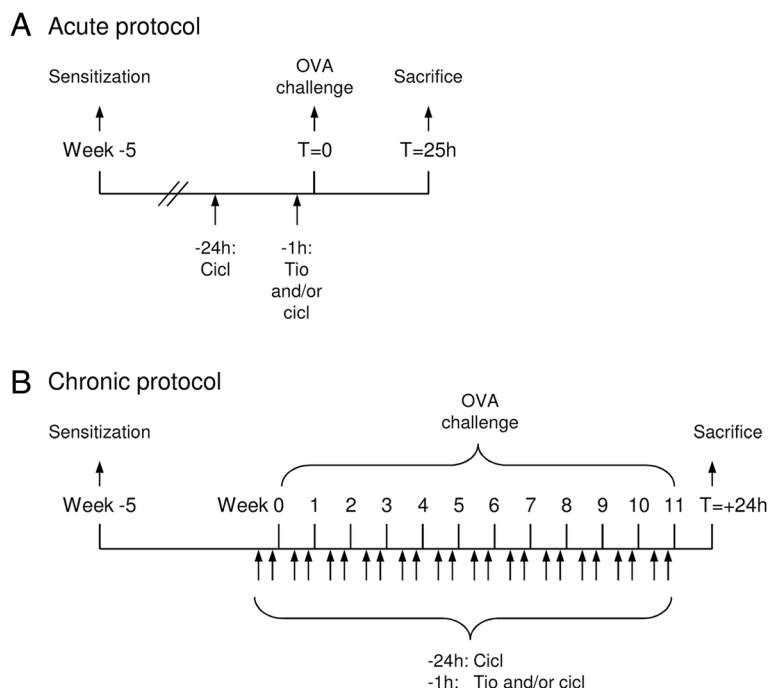 A Acute protocol
Sensitization
OVA
challenge
Sacrifice
Week -5
T=0
T=25h
-24h:
Cicl
-1h:
Tio
and/or
cicl
B Chronic protocol
OVA
challenge
Sensitization
Sacrifice
Week -5
Week 0 1 2 3 4 5 6 7 8 9 10 11 T=+24h
-24h: Cicl
-1h: Tio and/or cicl